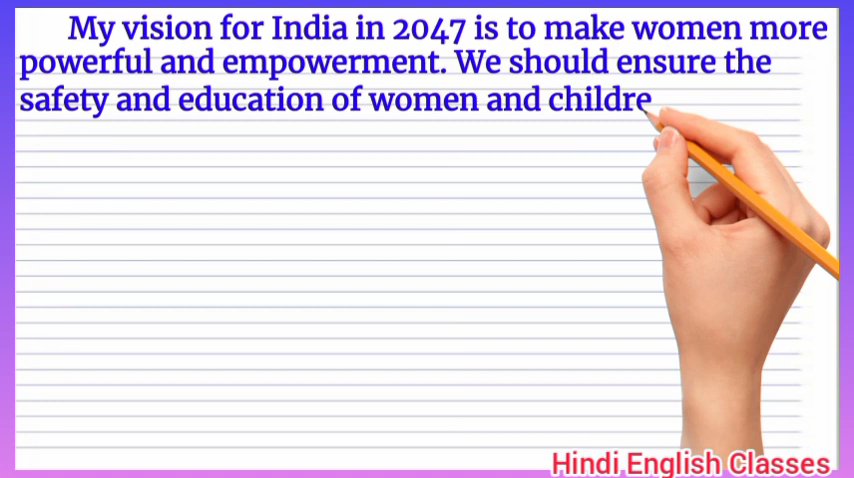 My vision for India in 2047 is to make women more
powerful and empowerment. We should ensure the
safety and education of women and childre
Hindi English Classes